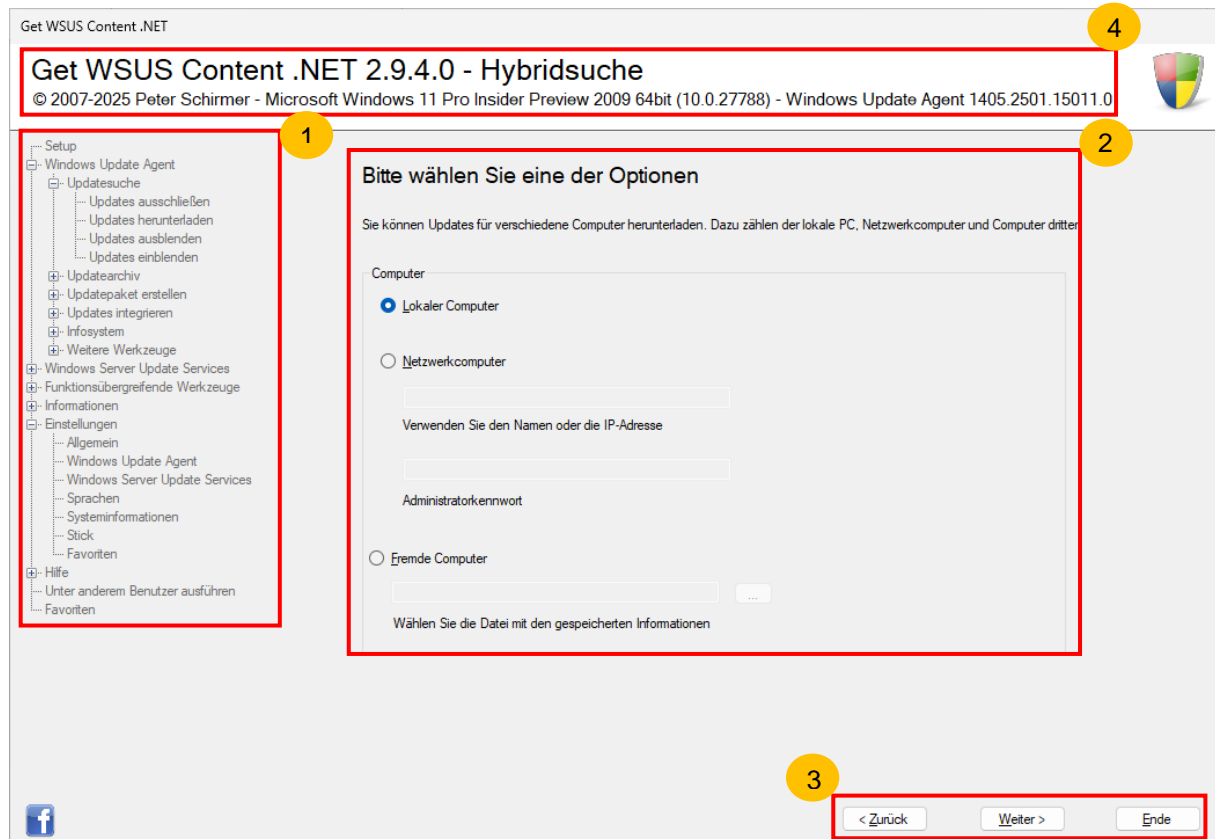 Get WSUS Content .NET
4
Get WSUS Content .NET 2.9.4.0 - Hybridsuche
© 2007-2025 Peter Schirmer - Microsoft Windows 11 Pro Insider Preview 2009 64bit (10.0.27788) - Windows Update Agent 1405.2501.15011.0
1
Setup
Windows Update Agent
Updatesuche
Updates ausschließen
Updates herunterladen
Updates ausblenden
Updates einblenden
Updatearchiv
Updatepaket erstellen
Updates integrieren
Infosystem
Weitere Werkzeuge
Windows Server Update Services
Funktionsübergreifende Werkzeuge
Informationen
Einstellungen
Allgemein
Windows Update Agent
Windows Server Update Services
Sprachen
Systeminformationen
Stick
Favoriten
Hilfe
Unter anderem Benutzer ausführen
Favoriten
2
Bitte wählen Sie eine der Optionen
Sie können Updates für verschiedene Computer herunterladen. Dazu zählen der lokale PC, Netzwerkcomputer und Computer dritter
Computer
Lokaler Computer
Netzwerkcomputer
Verwenden Sie den Namen oder die IP-Adresse
Administratorkennwort
Fremde Computer
...
Wählen Sie die Datei mit den gespeicherten Informationen
3
f
< Zurück
Weiter >
Ende